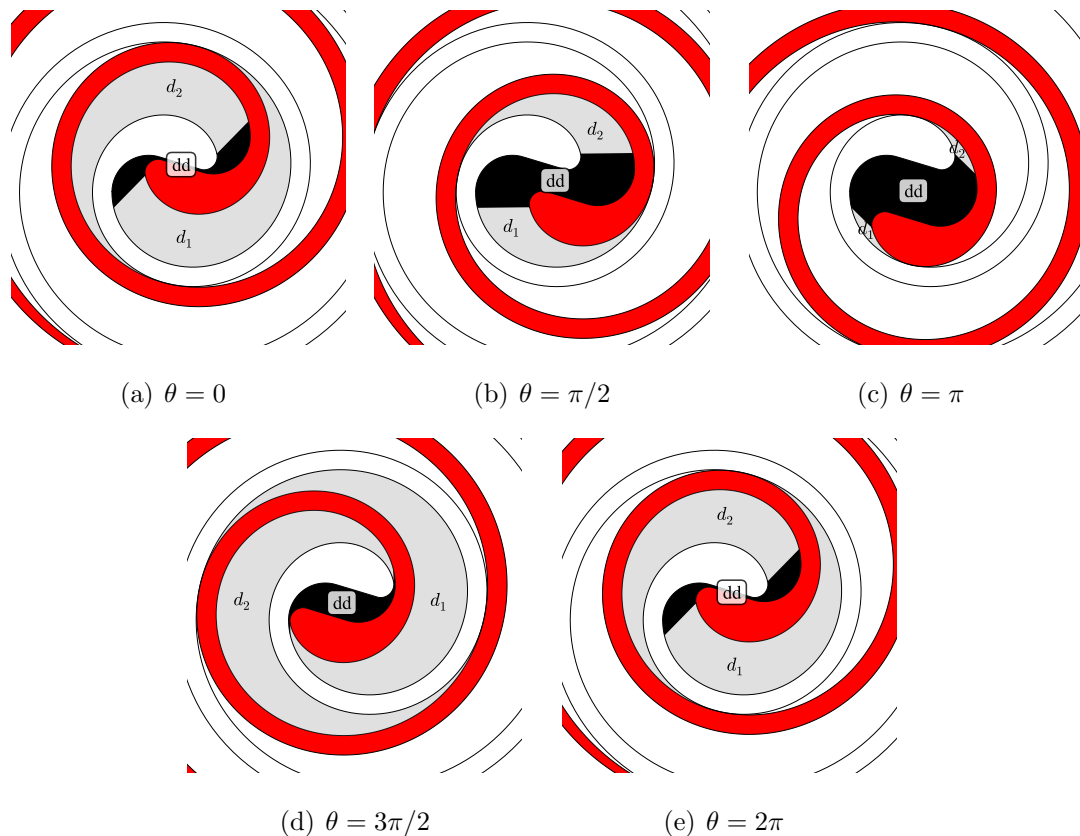 d₂
dd
d₁
d₂
dd
d₁
d₂
dd
d₁
(a) θ = 0
(b) θ = π/2
(c) θ = π
d₂
dd
d₁
d₂
dd
d₁
(d) θ = 3π/2
(e) θ = 2π